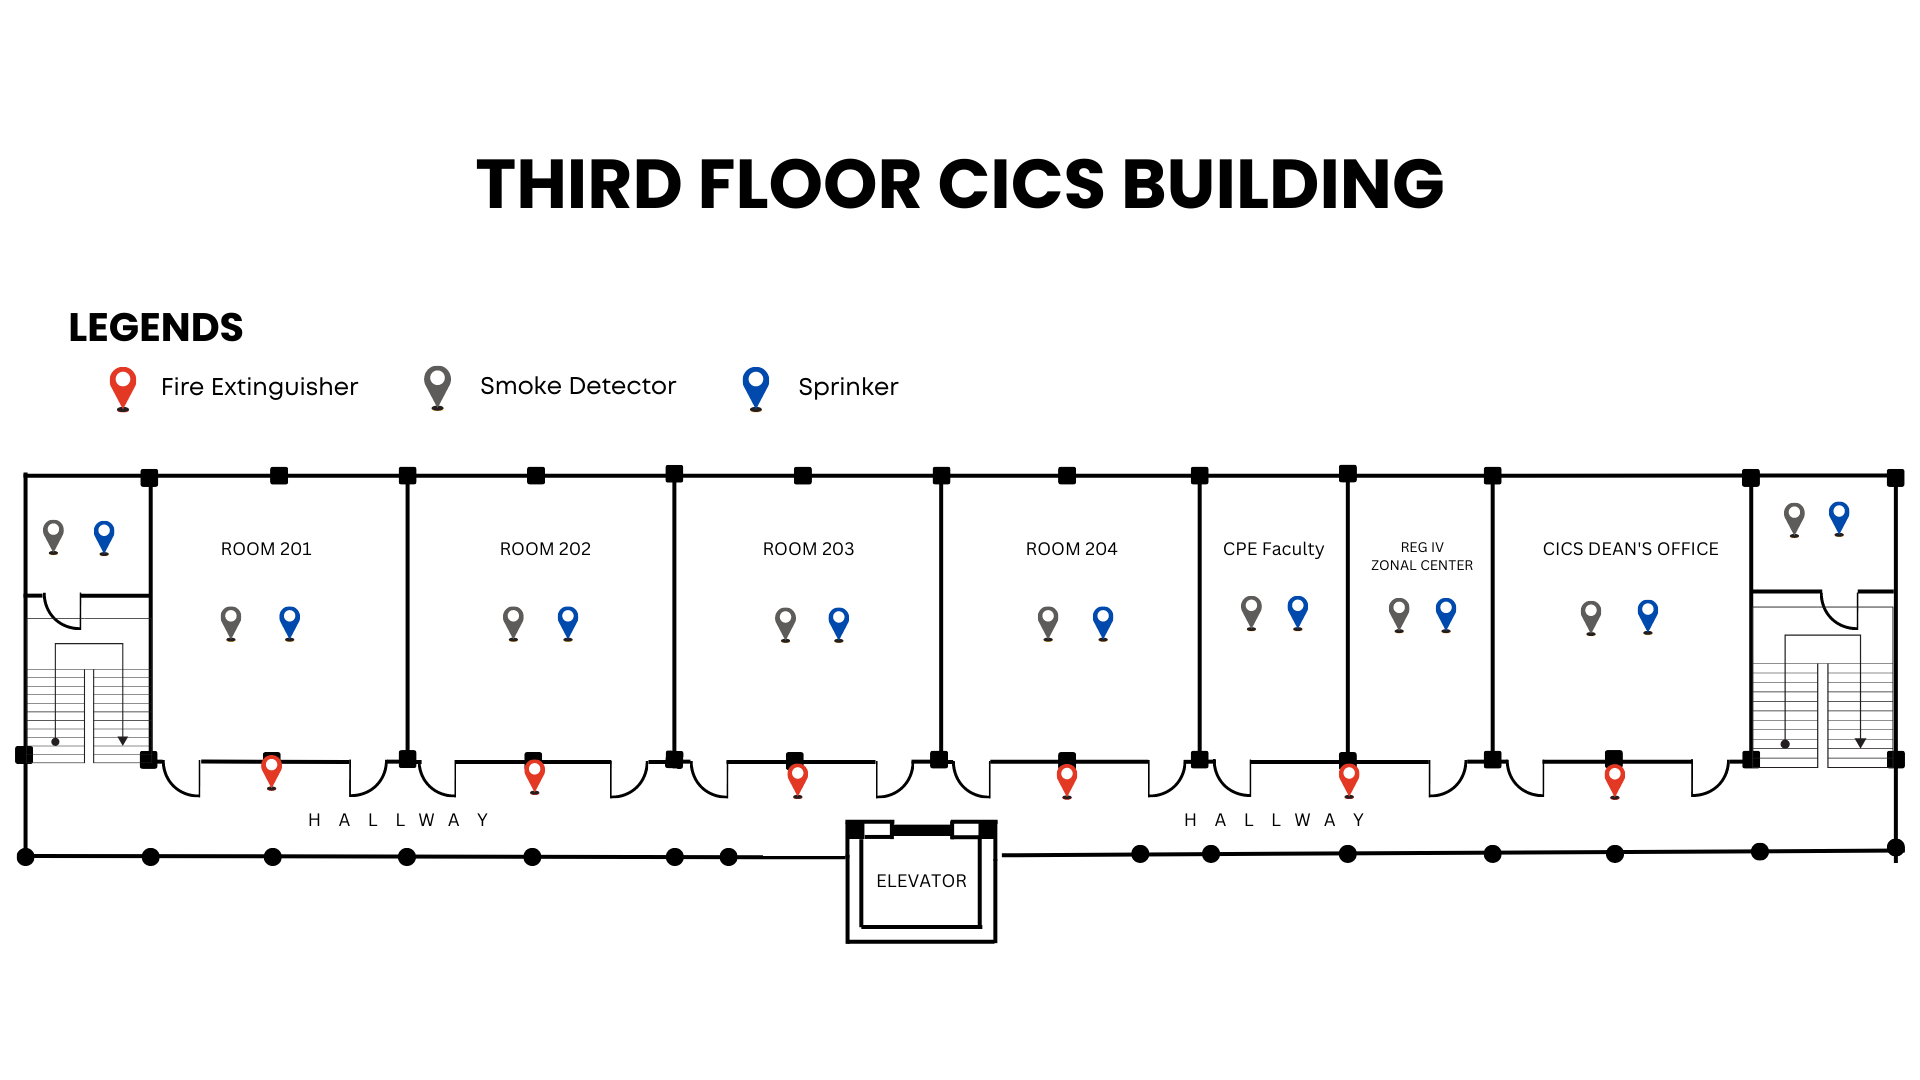 THIRD FLOOR CICS BUILDING
LEGENDS
Fire Extinguisher
Smoke Detector
Sprinker
ROOM 201
ROOM 202
ROOM 203
ROOM 204
CPE Faculty
REG IV
ZONAL CENTER
CICS DEAN'S OFFICE
H A L L W A Y
H A L L W A Y
ELEVATOR